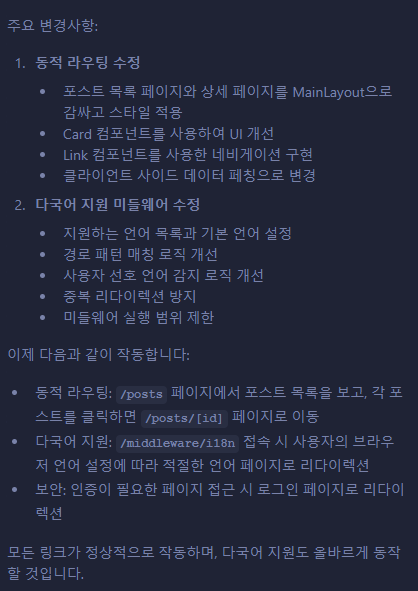 주요 변경사항:
1. 동적 라우팅 수정
• 포스트 목록 페이지와 상세 페이지를 MainLayout으로
감싸고 스타일 적용
• Card 컴포넌트를 사용하여 UI 개선
• Link 컴포넌트를 사용한 네비게이션 구현
• 클라이언트 사이드 데이터 페칭으로 변경
2. 다국어 지원 미들웨어 수정
• 지원하는 언어 목록과 기본 언어 설정
• 경로 패턴 매칭 로직 개선
• 사용자 선호 언어 감지 로직 개선
• 중복 리다이렉션 방지
• 미들웨어 실행 범위 제한
이제 다음과 같이 작동합니다:
• 동적 라우팅: /posts 페이지에서 포스트 목록을 보고, 각 포
스트를 클릭하면 /posts/[id] 페이지로 이동
• 다국어 지원: /middleware/i18n 접속 시 사용자의 브라우
저 언어 설정에 따라 적절한 언어 페이지로 리다이렉션
• 보안: 인증이 필요한 페이지 접근 시 로그인 페이지로 리다이
렉션
모든 링크가 정상적으로 작동하며, 다국어 지원도 올바르게 동작
할 것입니다.